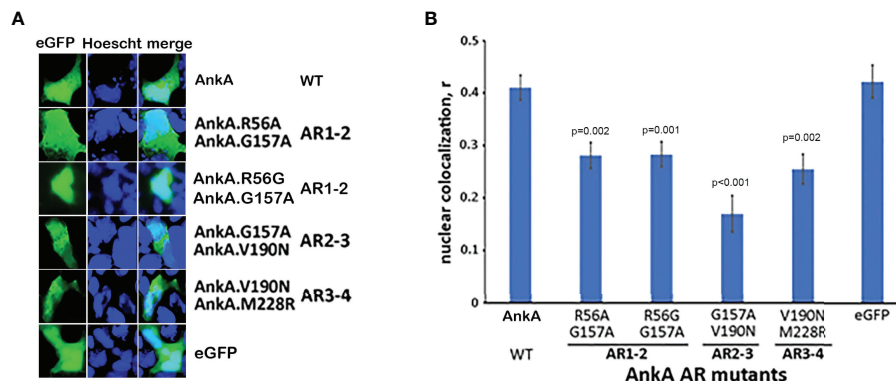 A
eGFP Hoescht merge
AnkA WT
AnkA.R56A
AnkA.G157A AR1-2
AnkA.R56G
AnkA.G157A AR1-2
AnkA.G157A
AnkA.V190N AR2-3
AnkA.V190N
AnkA.M228R AR3-4
eGFP
B
nuclear colocalization, r
0.5
0.4
0.3
0.2
0.1
0
p=0.002
p=0.001
p<0.001
p=0.002
AnkA R56A R56G G157A V190N eGFP
G157A G157A V190N M228R
WT AR1-2 AR2-3 AR3-4
AnkA AR mutants